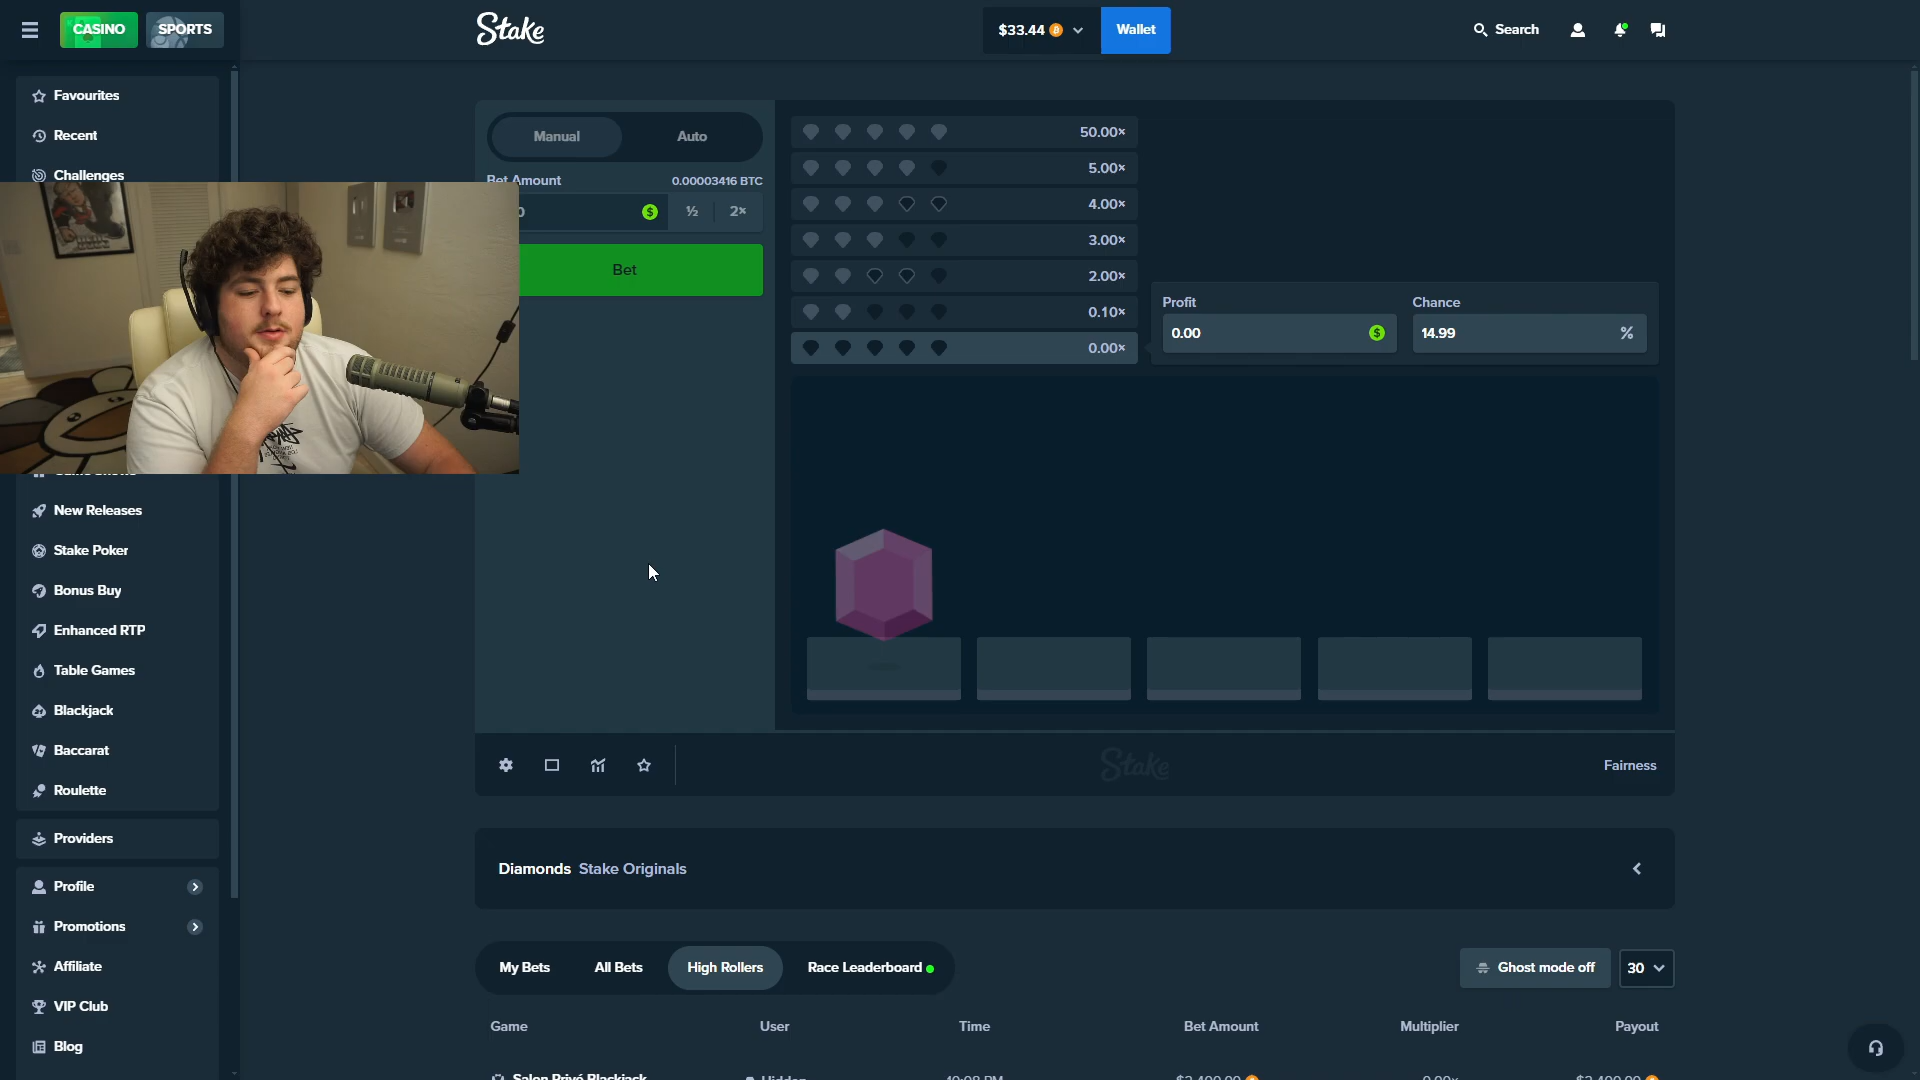 CASINO
SPORTS
Stake
$33.44
Wallet
Search
Favourites
Recent
Challenges
New Releases
Stake Poker
Bonus Buy
Enhanced RTP
Table Games
Blackjack
Baccarat
Roulette
Providers
Profile
Promotions
Affiliate
VIP Club
Blog
Manual
Auto
Bet Amount
0.00003416 BTC
½
2×
Bet
50.00×
5.00×
4.00×
3.00×
2.00×
0.10×
0.00×
Profit
Chance
0.00
14.99
%
Stake
Fairness
Diamonds Stake Originals
My Bets
All Bets
High Rollers
Race Leaderboard
Ghost mode off
30
Game
User
Time
Bet Amount
Multiplier
Payout
Salon Privé Blackjack
Hidden